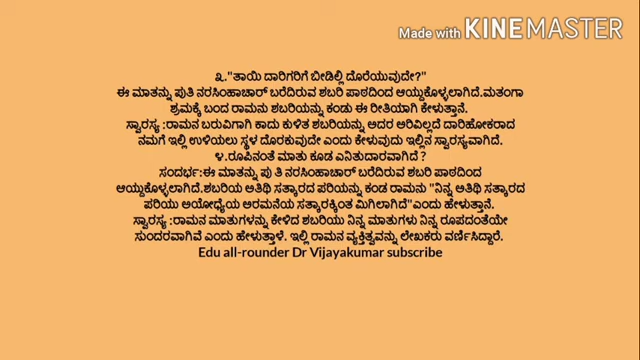 Made with KINEMASTER
೩."ತಾಯಿ ದಾರಿಗರಿಗೆ ಬೀಡಿಲ್ಲಿ ದೊರೆಯುವುದೇ?"
ಈ ಮಾತನ್ನು ಪುತಿ ನರಸಿಂಹಾಚಾರ್ ಬರೆದಿರುವ ಶಬರಿ ಪಾಠದಿಂದ ಆಯ್ದುಕೊಳ್ಳಲಾಗಿದೆ.ಮತಂಗಾ
ಶ್ರಮಕ್ಕೆ ಬಂದ ರಾಮನು ಶಬರಿಯನ್ನು ಕಂಡು ಈ ರೀತಿಯಾಗಿ ಕೇಳುತ್ತಾನೆ.
ಸ್ವಾರಸ್ಯ :ರಾಮನ ಬರುವಿಗಾಗಿ ಕಾದು ಕುಳಿತ ಶಬರಿಯನ್ನು ಅದರ ಅರಿವಿಲ್ಲದೆ ದಾರಿಹೋಕರಾದ
ನಮಗೆ ಇಲ್ಲಿ ಉಳಿಯಲು ಸ್ಥಳ ದೊರಕುವುದೇ ಎಂದು ಕೇಳುವುದು ಇಲ್ಲಿನ ಸ್ವಾರಸ್ಯವಾಗಿದೆ.
೪.ರೂಪಿನಂತೆ ಮಾತು ಕೂಡ ಎನಿತುದಾರವಾಗಿದೆ ?
ಸಂದರ್ಭ:ಈ ಮಾತನ್ನು ಪು ತಿ ನರಸಿಂಹಾಚಾರ್ ಬರೆದಿರುವ ಶಬರಿ ಪಾಠದಿಂದ
ಆಯ್ದುಕೊಳ್ಳಲಾಗಿದೆ.ಶಬರಿಯ ಅತಿಥಿ ಸತ್ಕಾರದ ಪರಿಯನ್ನು ಕಂಡ ರಾಮನು "ನಿನ್ನ ಅತಿಥಿ ಸತ್ಕಾರದ
ಪರಿಯು ಅಯೋಧ್ಯೆಯ ಅರಮನೆಯ ಸತ್ಕಾರಕ್ಕಿಂತ ಮಿಗಿಲಾಗಿದೆ"ಎಂದು ಹೇಳುತ್ತಾನೆ.
ಸ್ವಾರಸ್ಯ :ರಾಮನ ಮಾತುಗಳನ್ನು ಕೇಳಿದ ಶಬರಿಯು ನಿನ್ನ ಮಾತುಗಳು ನಿನ್ನ ರೂಪದಂತೆಯೇ
ಸುಂದರವಾಗಿವೆ ಎಂದು ಹೇಳುತ್ತಾಳೆ. ಇಲ್ಲಿ ರಾಮನ ವ್ಯಕ್ತಿತ್ವವನ್ನು ಲೇಖಕರು ವರ್ಣಿಸಿದ್ದಾರೆ.
Edu all-rounder Dr Vijayakumar subscribe